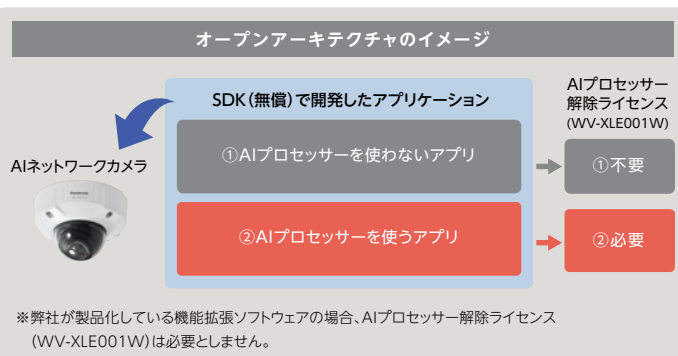 オープンアーキテクチャのイメージ
SDK（無償）で開発したアプリケーション
AIプロセッサー
解除ライセンス
(WV-XLE001W)
AIネットワークカメラ
①AIプロセッサーを使わないアプリ
①不要
②AIプロセッサーを使うアプリ
②必要
Panasonic
※弊社が製品化している機能拡張ソフトウェアの場合、AIプロセッサー解除ライセンス
（WV-XLE001W）は必要としません。